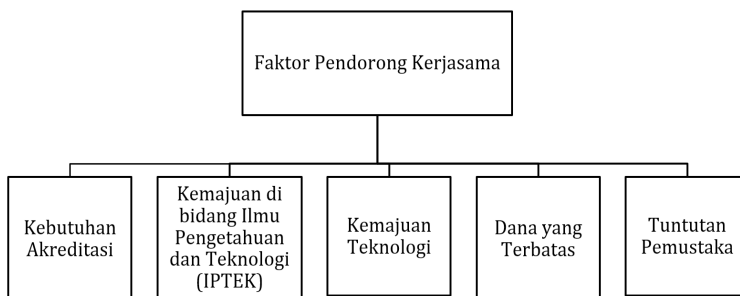 Faktor Pendorong Kerjasama
Kebutuhan
Akreditasi
Kemajuan di
bidang Ilmu
Pengetahuan
dan Teknologi
(IPTEK)
Kemajuan
Teknologi
Dana yang
Terbatas
Tuntutan
Pemustaka